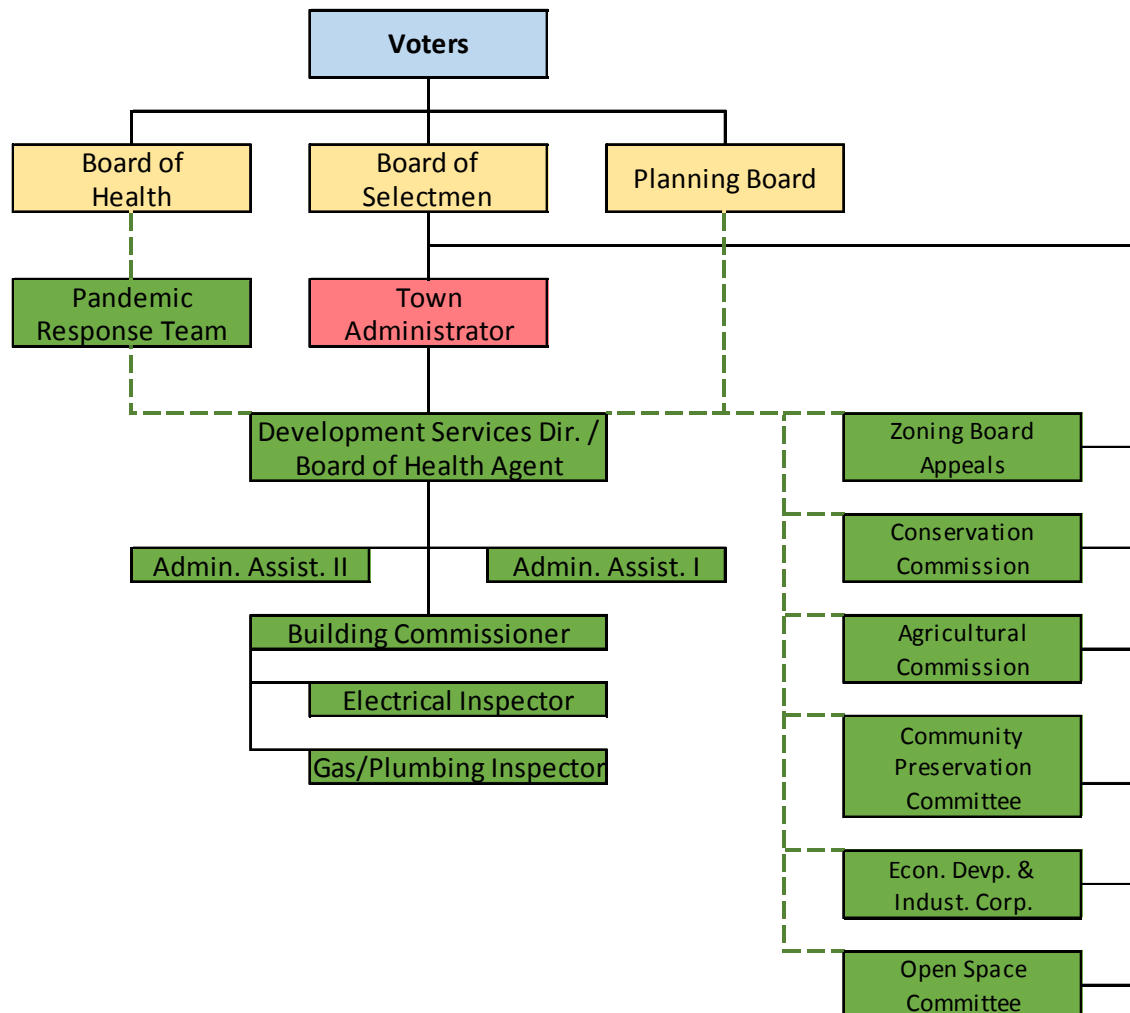 Voters
Board of
Health
Board of
Selectmen
Planning Board
Pandemic
Response Team
Town
Administrator
Development Services Dir. /
Board of Health Agent
Zoning Board
Appeals
Conservation
Commission
Admin. Assist. II
Admin. Assist. I
Building Commissioner
Agricultural
Commission
Electrical Inspector
Gas/Plumbing Inspector
Community
Preservation
Committee
Econ. Devp. &
Indust. Corp.
Open Space
Committee